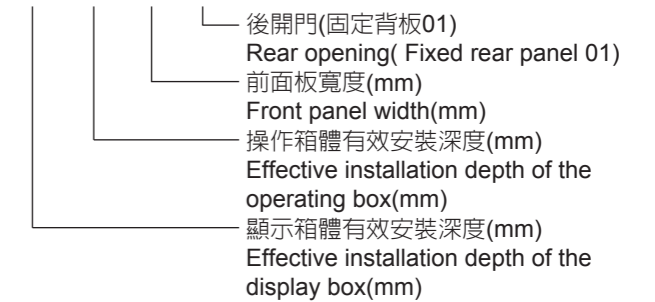 後開門(固定背板01)
Rear opening( Fixed rear panel 01)
前面板寬度(mm)
Front panel width(mm)
操作箱體有效安裝深度(mm)
Effective installation depth of the
operating box(mm)
顯示箱體有效安裝深度(mm)
Effective installation depth of the
display box(mm)